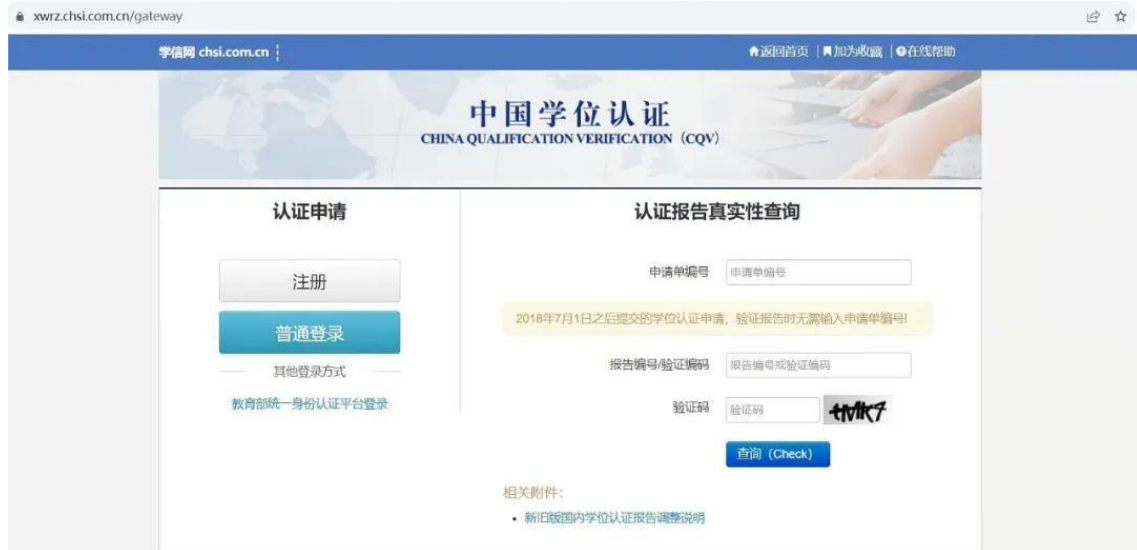 xwrz.chsi.com.cn/gateway
学信网 chsi.com.cn
返回首页 | 加为收藏 | 在线帮助
中国学位认证
CHINA QUALIFICATION VERIFICATION (CQV)
认证申请
注册
普通登录
其他登录方式
教育部统一身份认证平台登录
认证报告真实性查询
申请单编号 申请单编号
2018年7月1日之后提交的学位认证申请,验证报告时无需输入申请单编号!
报告编号/验证编码 报告编号或验证编码
验证码 验证码
查询 (Check)
相关附件:
• 新旧版国内学位认证报告调整说明